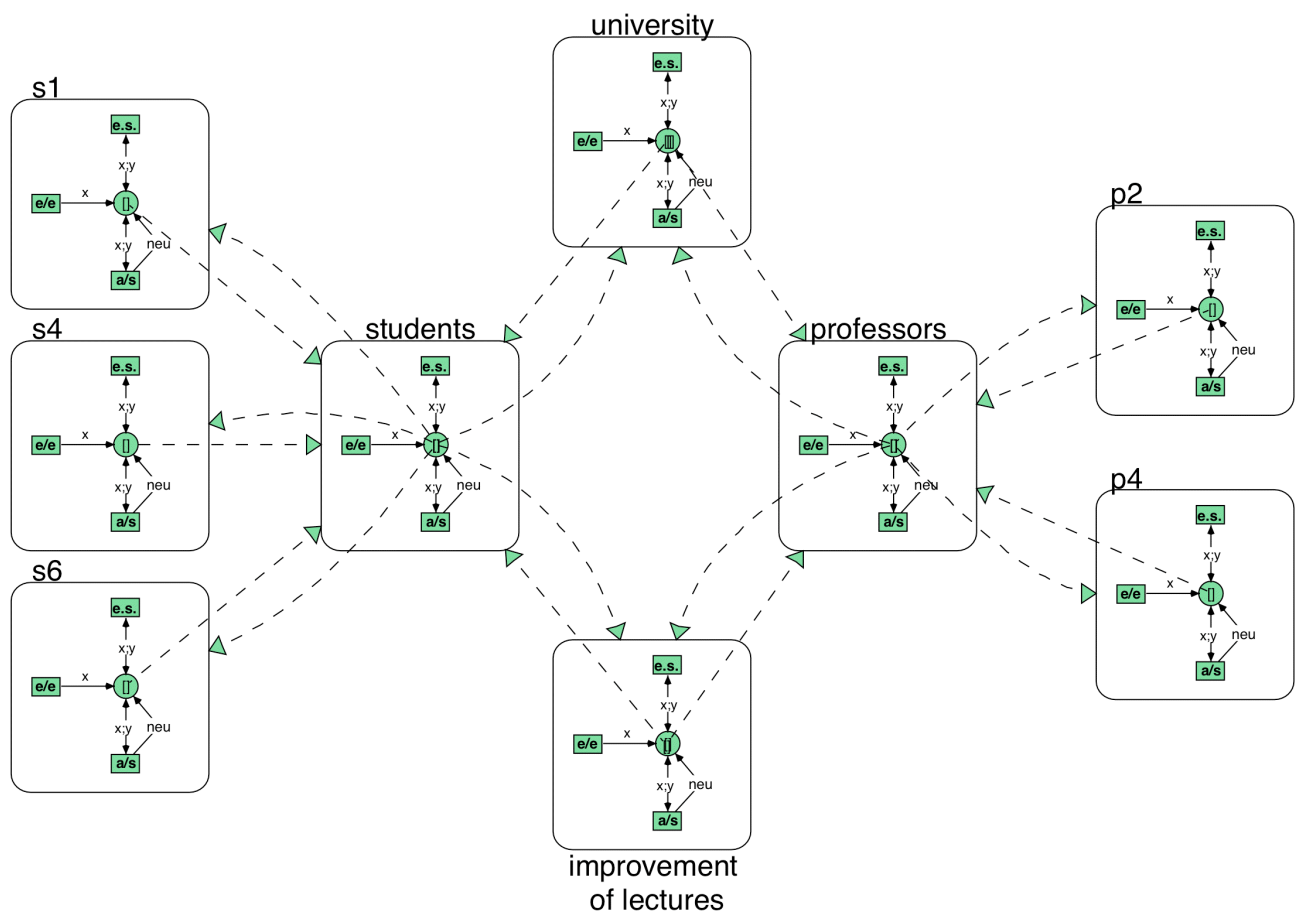 university
e.s.
x;y
e/e
x
[]
x;y
neu
a/s
s1
e.s.
x;y
e/e
x
[]
x;y
neu
a/s
p2
e.s.
x;y
e/e
x
[]
x;y
neu
a/s
s4
e.s.
x;y
e/e
x
[]
x;y
neu
a/s
students
e.s.
x;y
e/e
x
[]
x;y
neu
a/s
professors
e.s.
x;y
e/e
x
[]
x;y
neu
a/s
p4
e.s.
x;y
e/e
x
[]
x;y
neu
a/s
s6
e.s.
x;y
e/e
x
[]
x;y
neu
a/s
e.s.
x;y
e/e
x
[]
x;y
neu
a/s
improvement
of lectures